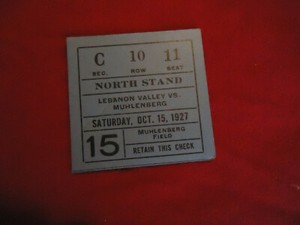 C 10 11
SEC. ROW SEAT
NORTH STAND
LEBANON VALLEY VS.
MUHLENBERG
SATURDAY, OCT. 15, 1927
15 MUHLENBERG
FIELD
RETAIN THIS CHECK